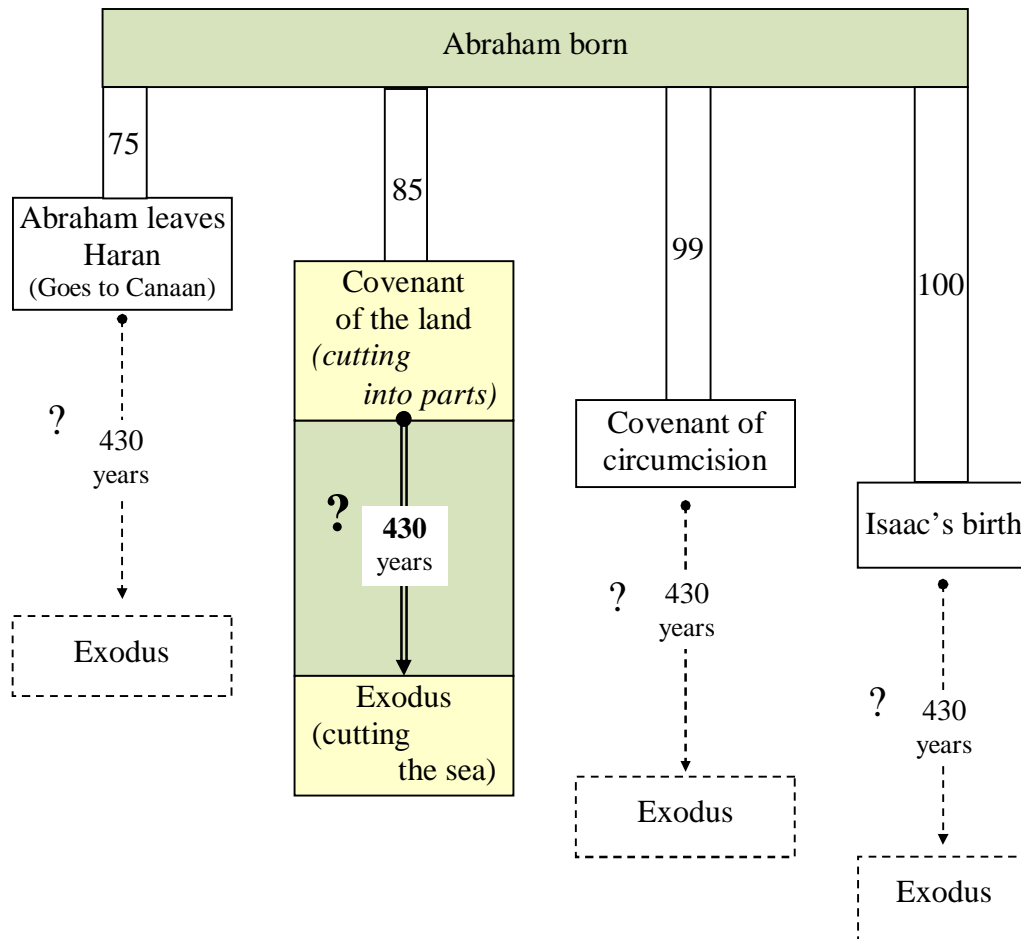 Abraham born
75
Abraham leaves
Haran
(Goes to Canaan)
?
430
years
Exodus
85
Covenant
of the land
(cutting
into parts)
?
430
years
Exodus
(cutting
the sea)
99
Covenant of
circumcision
?
430
years
Exodus
100
Isaac’s birth
?
430
years
Exodus